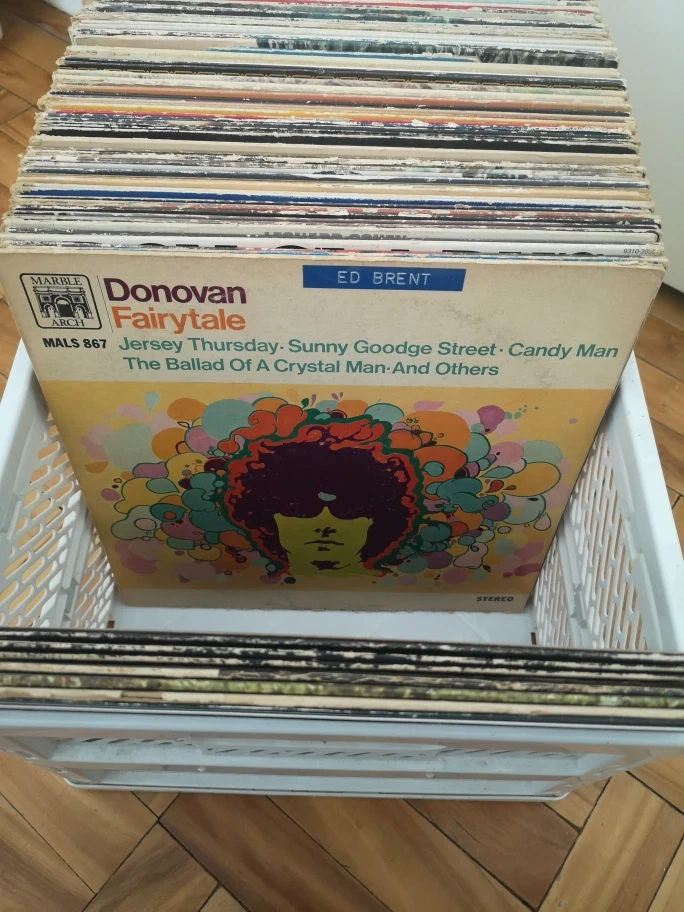 ED BRENT
MARBLE
ARCH
Donovan
Fairytale
MALS 867
Jersey Thursday · Sunny Goodge Street · Candy Man
The Ballad Of A Crystal Man · And Others
STEREO